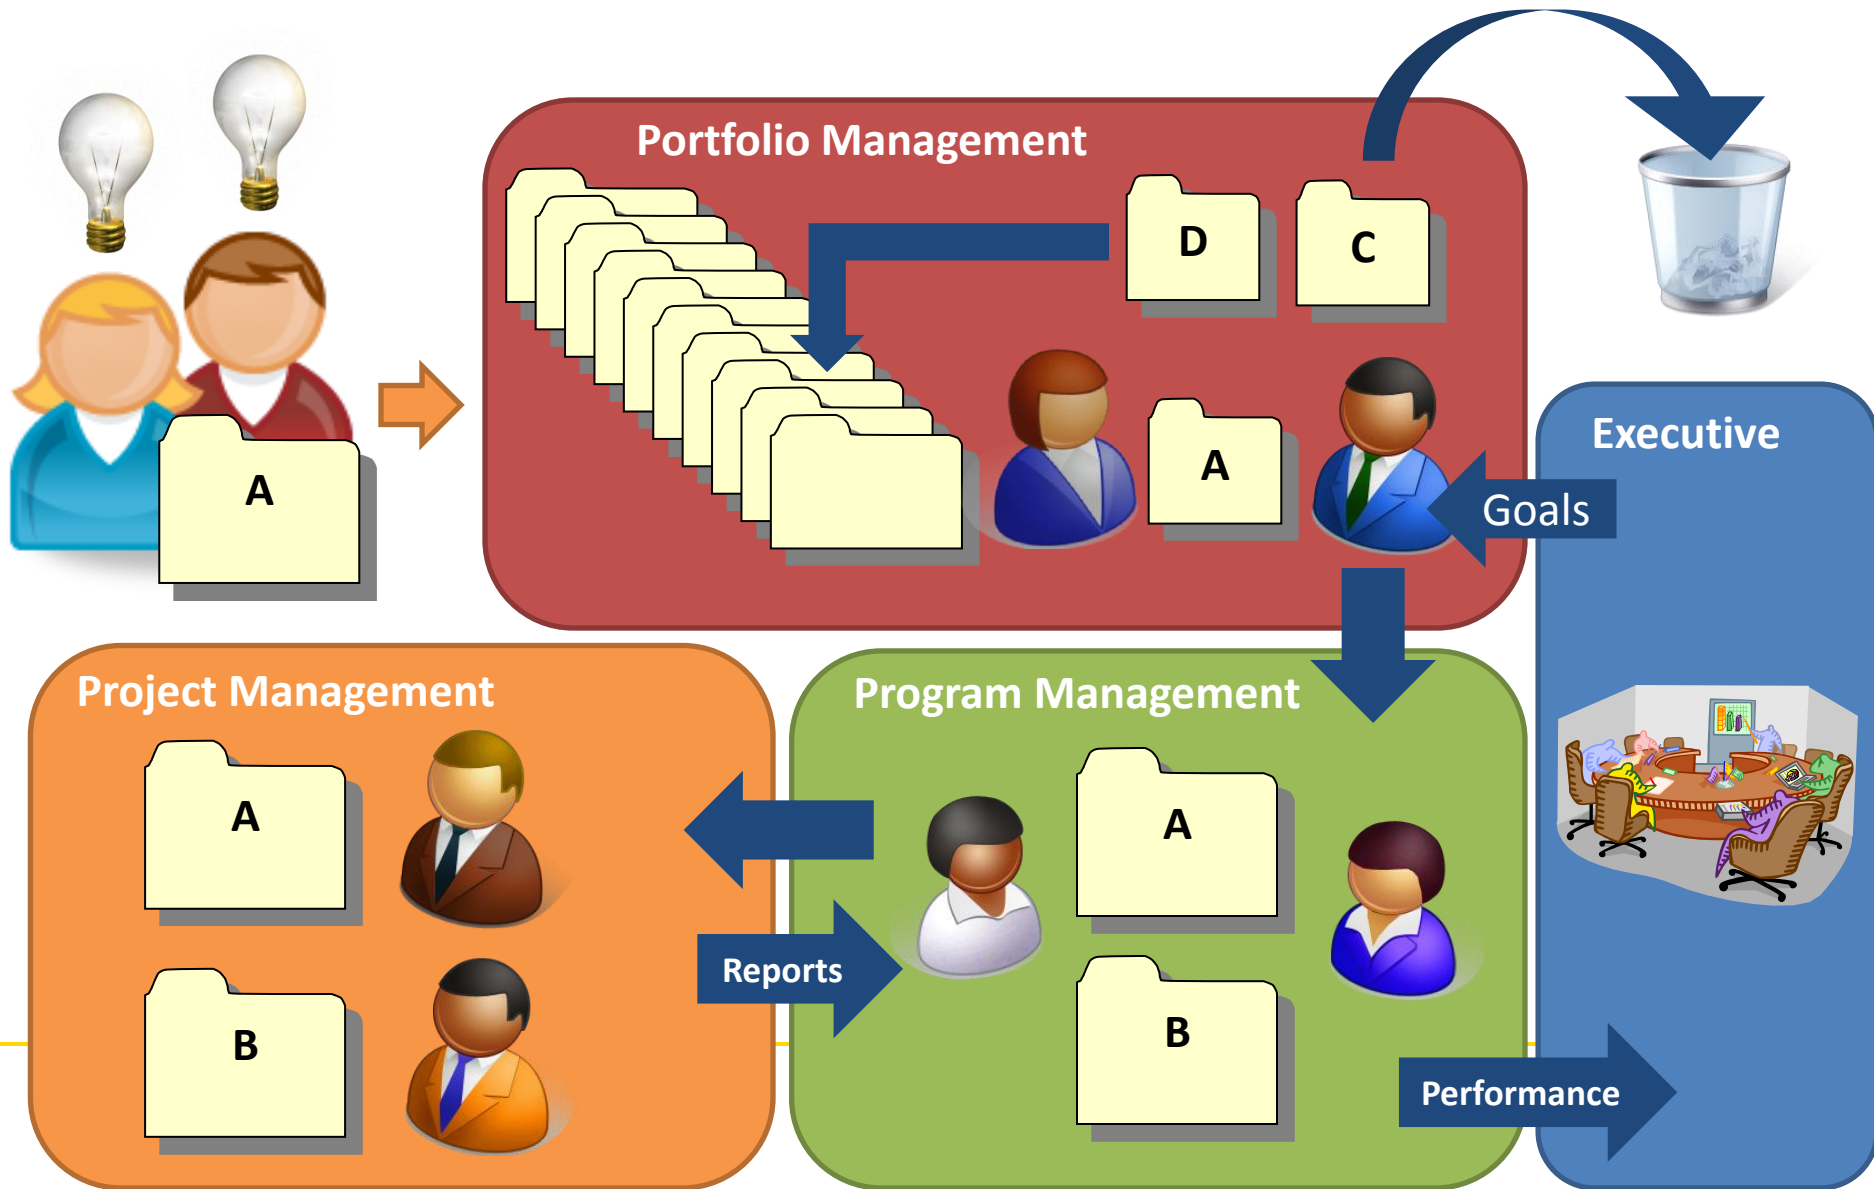 Portfolio Management
D
C
A
A
Executive
Goals
Project Management
A
B
Reports
Program Management
A
B
Performance